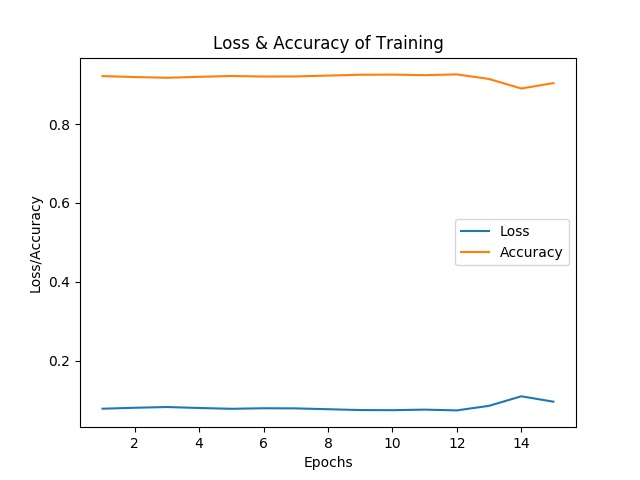 Loss & Accuracy of Training
Loss/Accuracy
0.8
0.6
0.4
0.2
Loss
Accuracy
2 4 6 8 10 12 14
Epochs